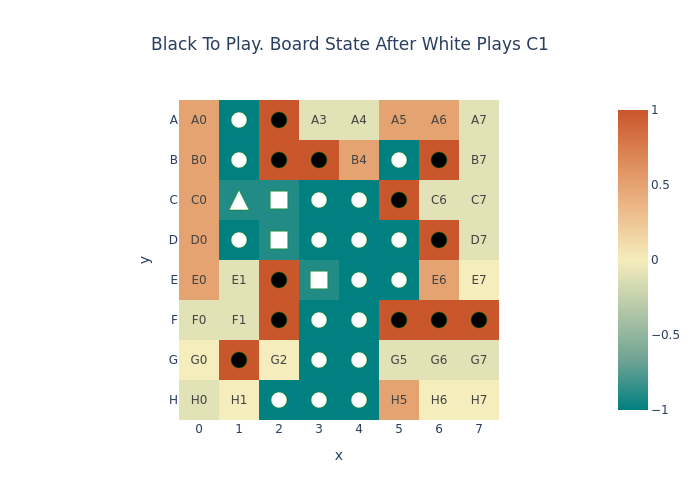 Black To Play. Board State After White Plays C1
A A0 A3 A4 A5 A6 A7
B B0 B4 B7
C C0 C6 C7
D D0 D7
E E0 E1 E6 E7
F F0 F1
G G0 G2 G5 G6 G7
H H0 H1 H5 H6 H7
0 1 2 3 4 5 6 7
x
y
1
0.5
0
−0.5
−1